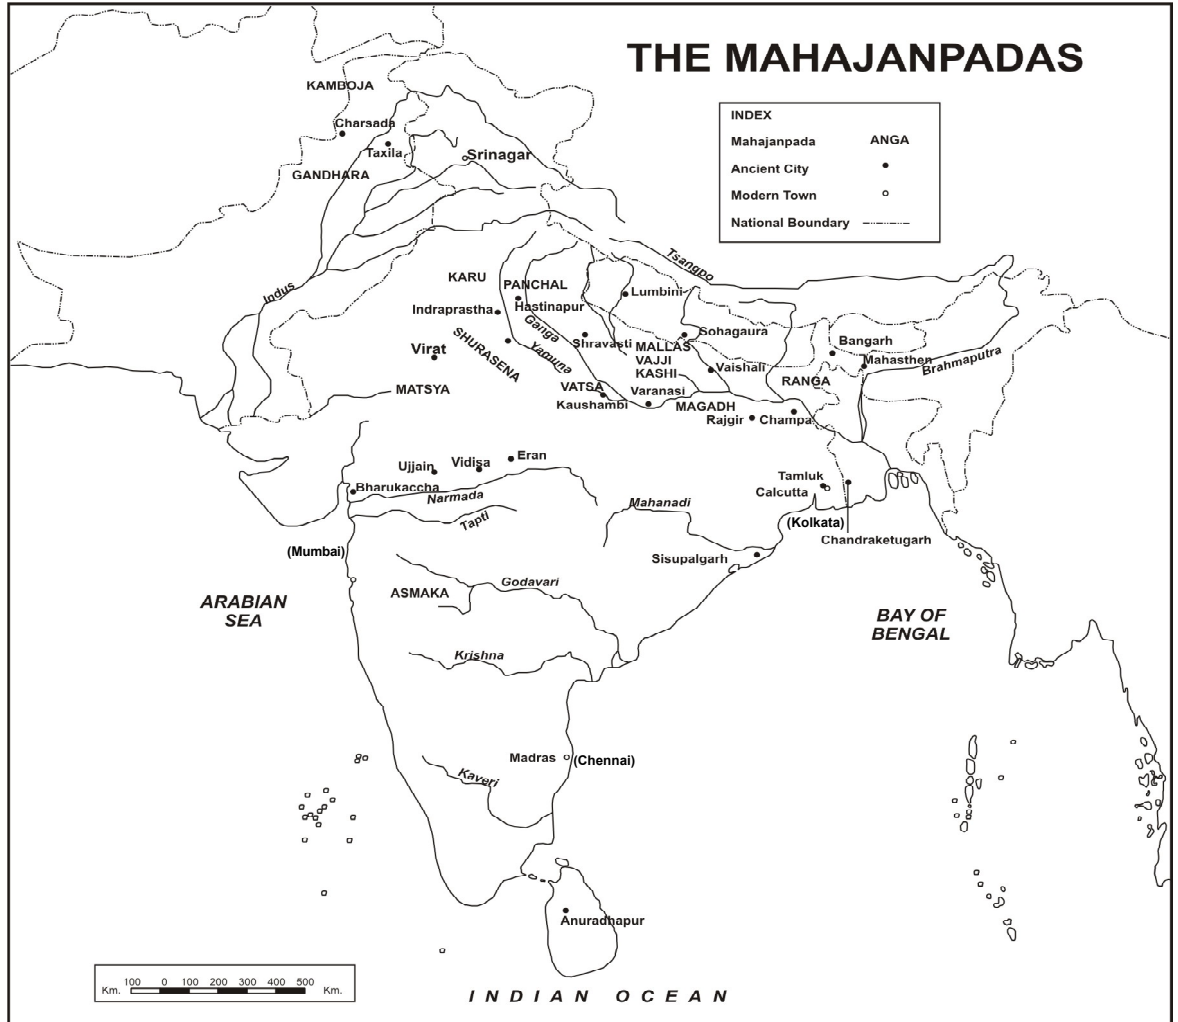 THE MAHAJANPADAS
INDEX
Mahajanpada ANGA
Ancient City
Modern Town
National Boundary
KAMBOJA
Charsada
Taxila
Srinagar
GANDHARA
Indus
Tsangpo
KARU
PANCHAL
Hastinapur
Indraprastha
Lumbini
Ganga
Yamuna
SHURASENA
Virat
Shravasti
Sohagaura
MALLAS
VAJJI
KASHI
Vaishali
Bangarh
Mahasthen
Brahmaputra
RANGA
MATSYA
VATSA
Kaushambi
Varanasi
MAGADH
Rajgir
Champa
Ujjain
Vidisa
Eran
Bharukaccha
Narmada
Tapti
Mahanadi
Tamluk
Calcutta
(Kolkata)
Chandraketugarh
Sisupalgarh
(Mumbai)
ASMAKA
Godavari
ARABIAN
SEA
BAY OF
BENGAL
Krishna
Madras (Chennai)
Kaveri
Anuradhapur
Km. 100 0 100 200 300 400 500 Km.
INDIAN OCEAN